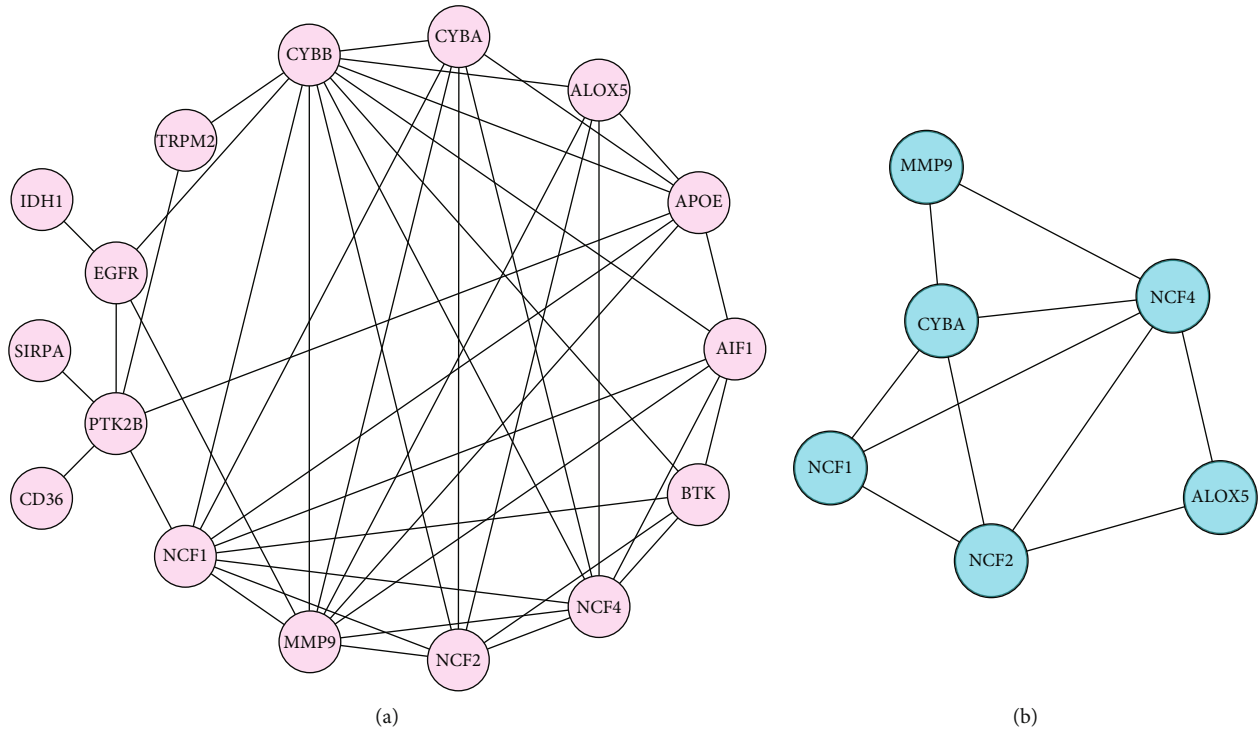 CYBB
CYBA
ALOX5
TRPM2
IDH1
APOE
EGFR
SIRPA
AIF1
PTK2B
CD36
BTK
NCF1
NCF4
MMP9
NCF2
(a)
MMP9
NCF4
CYBA
NCF1
ALOX5
NCF2
(b)